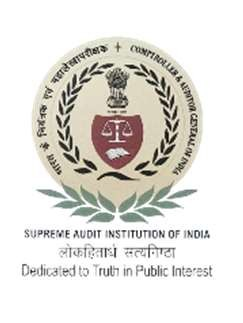 भारत के नियंत्रक एवं महालेखापरीक्षक
COMPTROLLER & AUDITOR GENERAL OF INDIA
SUPREME AUDIT INSTITUTION OF INDIA
लोकहितार्थ सत्यनिष्ठा
Dedicated to Truth in Public Interest